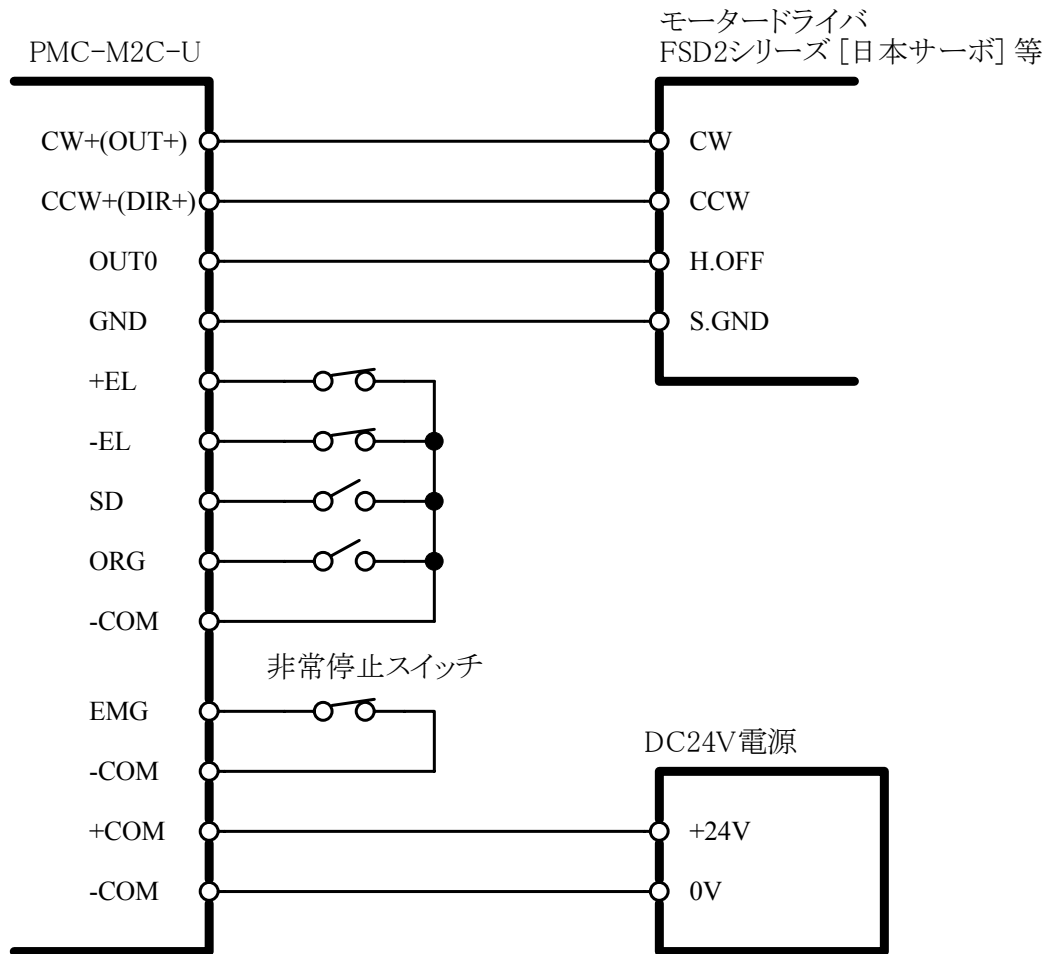 モータードライバ
PMC-M2C-U
FSD2シリーズ [日本サーボ] 等
CW+(OUT+)
CW
CCW+(DIR+)
CCW
OUT0
H.OFF
GND
S.GND
+EL
-EL
SD
ORG
-COM
非常停止スイッチ
EMG
DC24V電源
-COM
+COM
+24V
-COM
0V